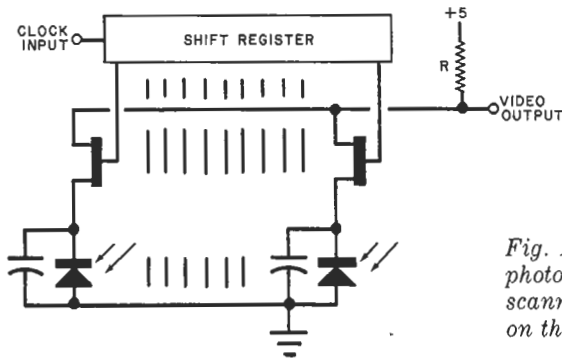 CLOCK
INPUT
SHIFT REGISTER
+5
R
VIDEO
OUTPUT
Fig.
photo
scann
on th